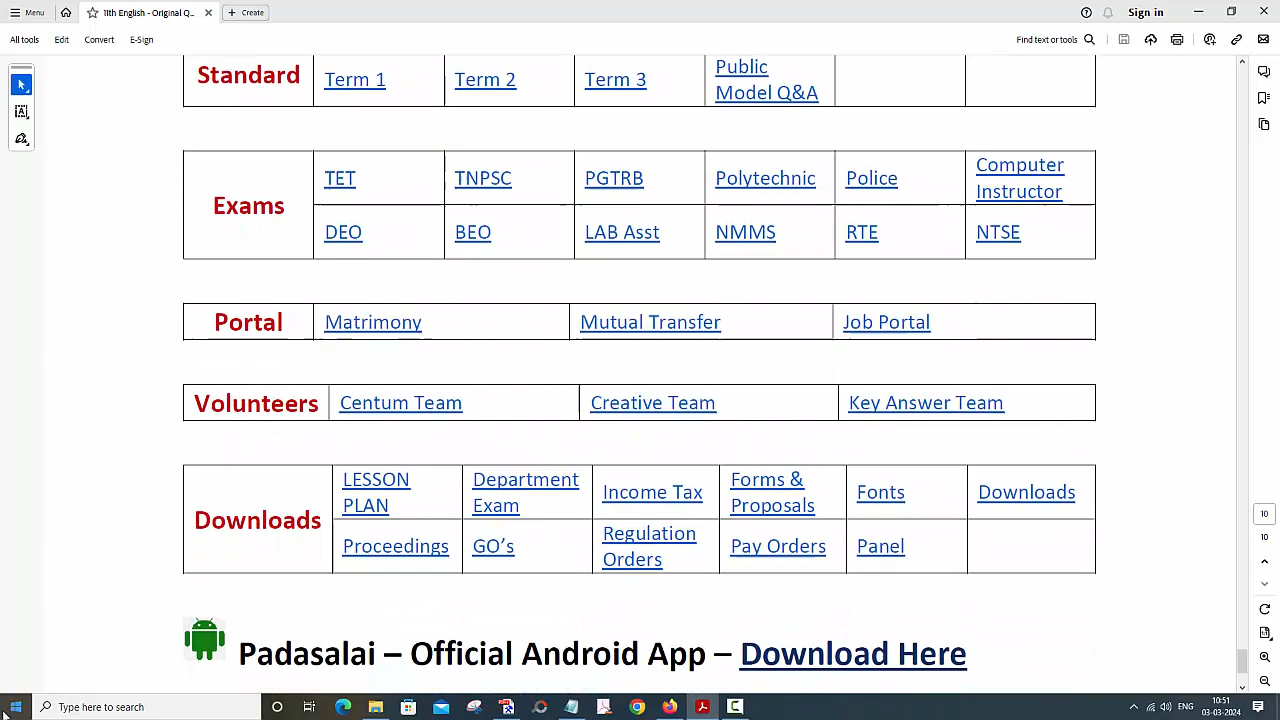 Menu 11th English - Original Q... Create Sign in
All tools Edit Convert E-Sign Find text or tools
Standard Term 1 Term 2 Term 3 Public
Model Q&A
Exams TET TNPSC PGTRB Polytechnic Police Computer
Instructor
DEO BEO LAB Asst NMMS RTE NTSE
Portal Matrimony Mutual Transfer Job Portal
Volunteers Centum Team Creative Team Key Answer Team
Downloads LESSON
PLAN Department
Exam Income Tax Forms &
Proposals Fonts Downloads
Proceedings GO's Regulation
Orders Pay Orders Panel
Padasalai – Official Android App – Download Here
10
10
Type here to search ENG 10:51
03-03-2024